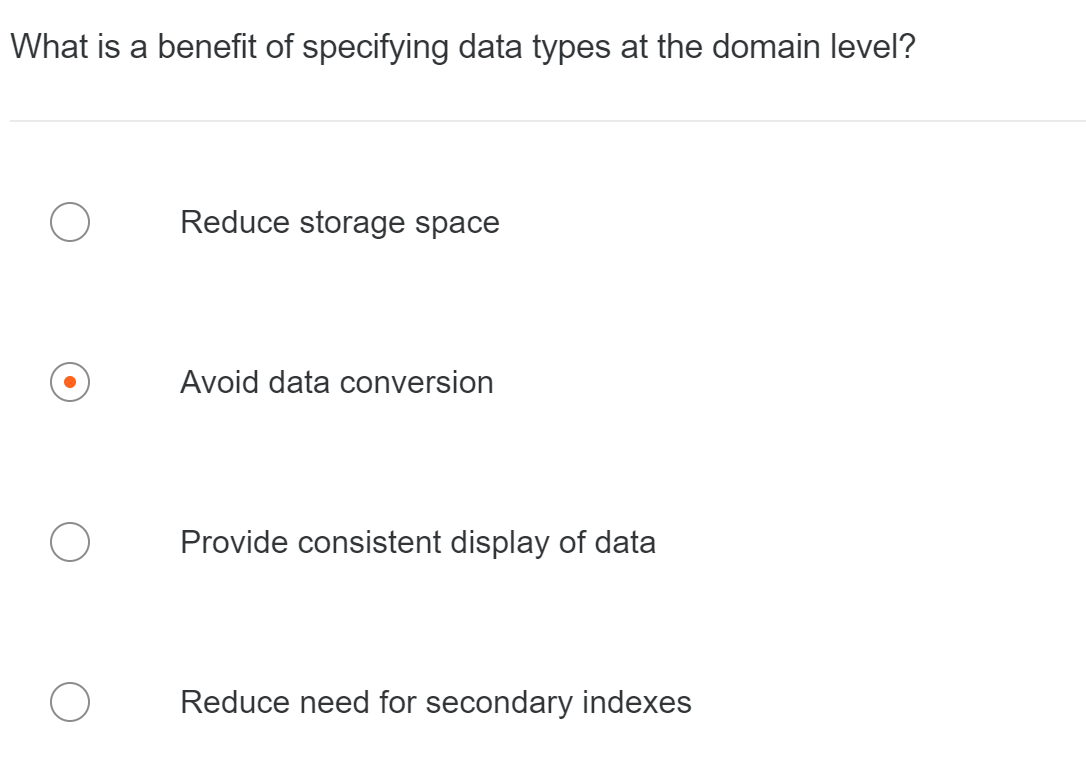 What is a benefit of specifying data types at the domain level?
Reduce storage space
Avoid data conversion
Provide consistent display of data
Reduce need for secondary indexes